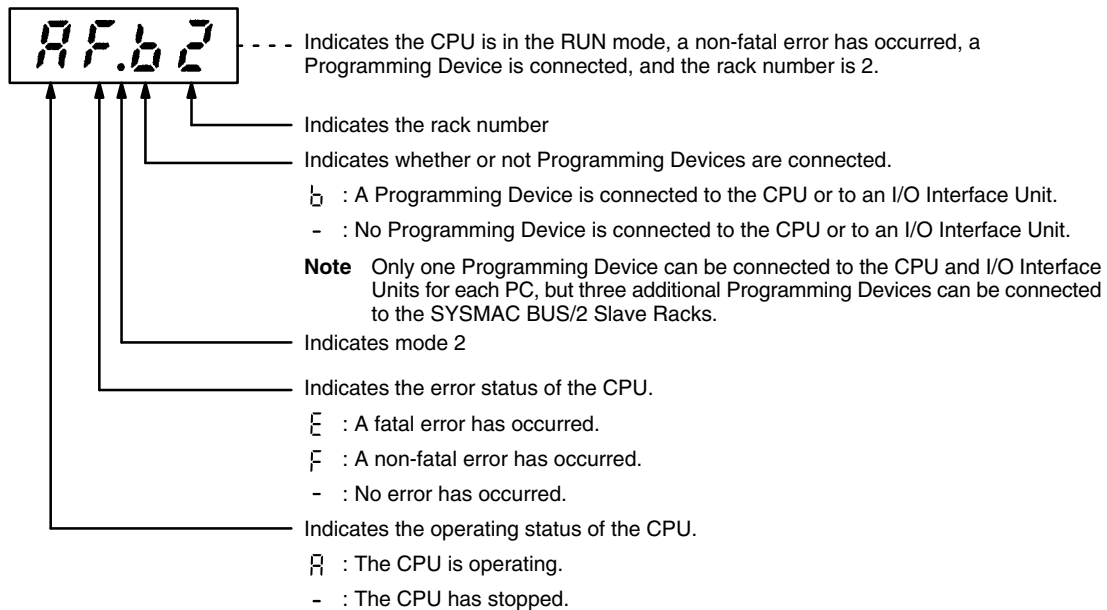 AF.b2
Indicates the CPU is in the RUN mode, a non-fatal error has occurred, a
Programming Device is connected, and the rack number is 2.
Indicates the rack number
Indicates whether or not Programming Devices are connected.
b : A Programming Device is connected to the CPU or to an I/O Interface Unit.
- : No Programming Device is connected to the CPU or to an I/O Interface Unit.
Note Only one Programming Device can be connected to the CPU and I/O Interface
Units for each PC, but three additional Programming Devices can be connected
to the SYSMAC BUS/2 Slave Racks.
Indicates mode 2
Indicates the error status of the CPU.
E : A fatal error has occurred.
F : A non-fatal error has occurred.
- : No error has occurred.
Indicates the operating status of the CPU.
A : The CPU is operating.
- : The CPU has stopped.